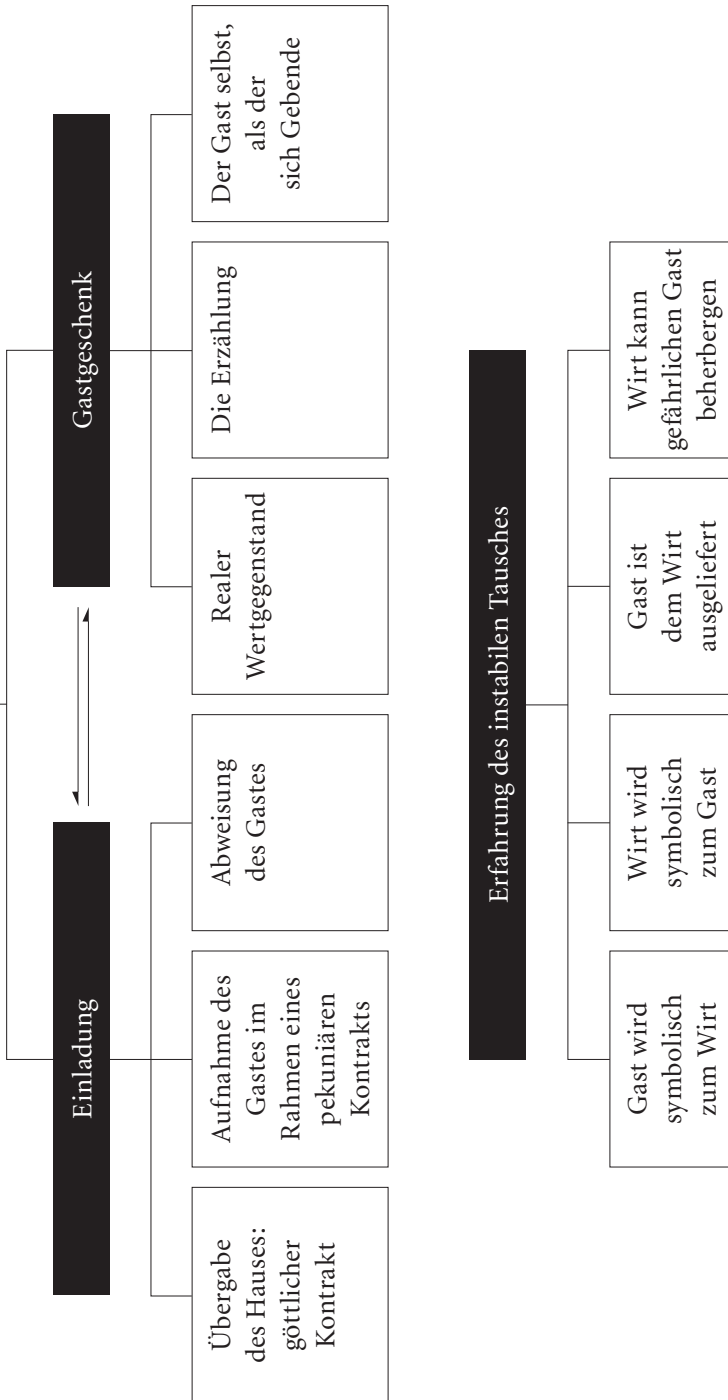 Einladung
Gastgeschenk
Übergabe
des Hauses:
göttlicher
Kontrakt
Aufnahme des
Gastes im
Rahmen eines
pekuniären
Kontrakts
Abweisung
des Gastes
Realer
Wertgegenstand
Die Erzählung
Der Gast selbst,
als der
sich Gebende
Erfahrung des instabilen Tausches
Gast wird
symbolisch
zum Wirt
Wirt wird
symbolisch
zum Gast
Gast ist
dem Wirt
ausgeliefert
Wirt kann
gefährlichen Gast
beherbergen